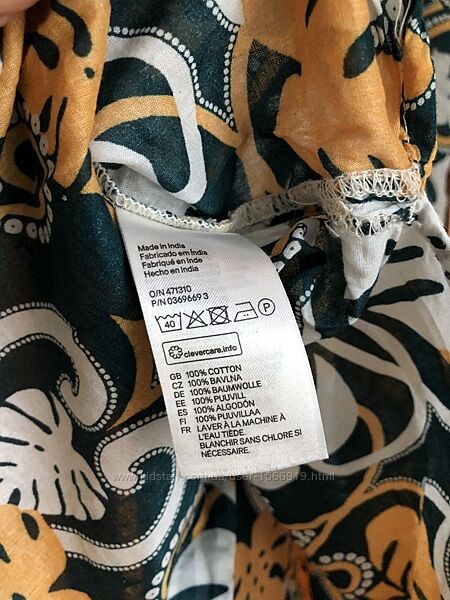 Made in India
Fabricado em Índia
Fabriqué en Inde
Hecho en India
O/N 471310
P/N 0369669 3
40 P
clevercare.info
GB 100% COTTON
CZ 100% BAVLNA
DE 100% BAUMWOLLE
EE 100% PUUVILL
ES 100% ALGODÓN
FI 100% PUUVILLAA
FR LAVER À LA MACHINE À
L'EAU TIÈDE.
BLANCHIR SANS CHLORE SI
NÉCESSAIRE.